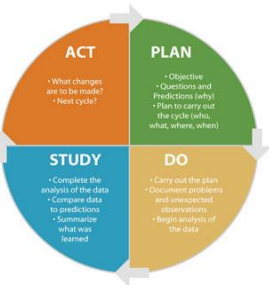 ACT
• What changes
are to be made?
• Next cycle?
PLAN
• Objective
• Questions and
Predictions (why)
• Plan to carry out
the cycle (who,
what, where, when)
STUDY
• Complete the
analysis of the data
• Compare data
to predictions
• Summarize
what was
learned
DO
• Carry out the plan
• Document problems
and unexpected
observations
• Begin analysis of
the data